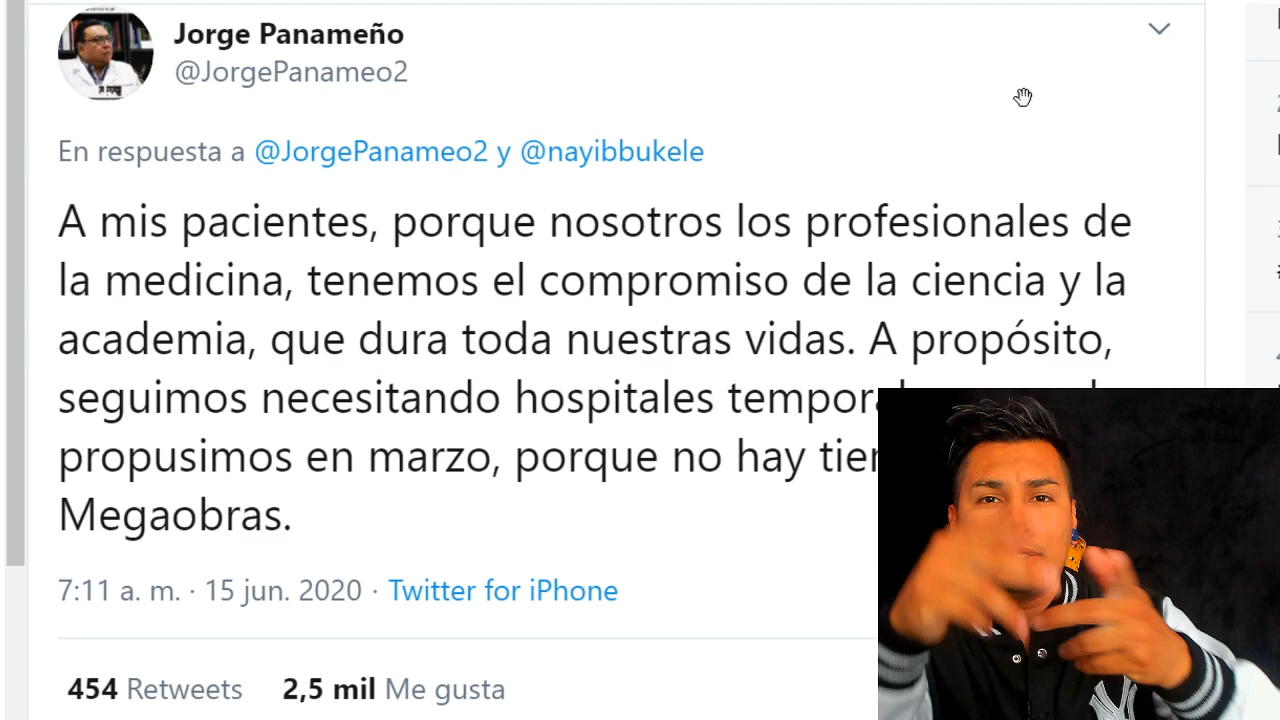 Jorge Panameño
@JorgePanameo2
En respuesta a @JorgePanameo2 y @nayibbukele
A mis pacientes, porque nosotros los profesionales de
la medicina, tenemos el compromiso de la ciencia y la
academia, que dura toda nuestras vidas. A propósito,
seguimos necesitando hospitales
propusimos en marzo, porque no hay
Megaobras.
7:11 a. m. · 15 jun. 2020 · Twitter for iPhone
454 Retweets 2,5 mil Me gusta
NY